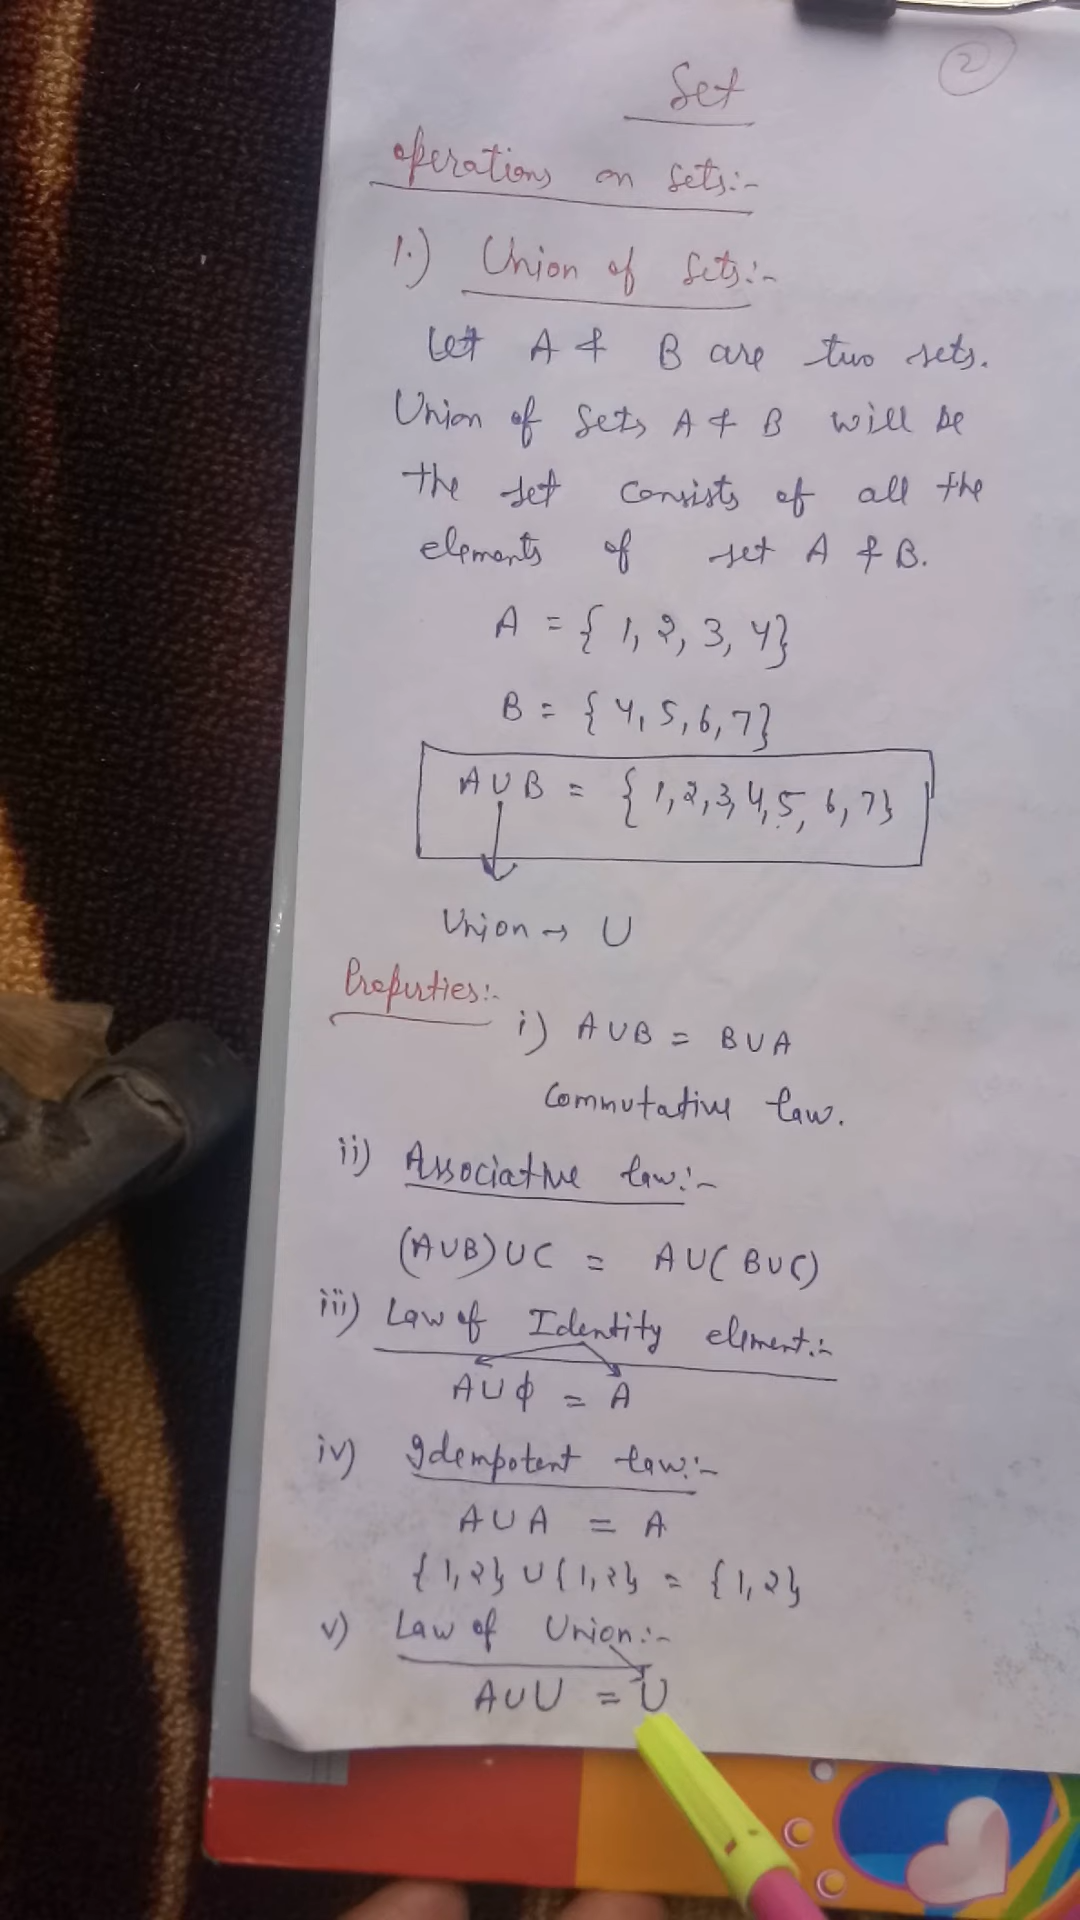 2
Set
operations on Sets:-
1.) Union of Sets:-
Let A & B are two sets.
Union of Sets A & B will be
the set consists of all the
elements of set A & B.
A = { 1, 2, 3, 4}
B = { 4, 5, 6, 7}
A U B = { 1, 2, 3, 4, 5, 6, 7}
Union → U
Properties:-
i) A U B = B U A
Commutative law.
ii) Associative law:-
(A U B) U C = A U ( B U C)
iii) Law of Identity element:-
A U ϕ = A
iv) Idempotent law:-
A U A = A
{ 1, 2} U { 1, 2} = { 1, 2}
v) Law of Union:-
A U U = U